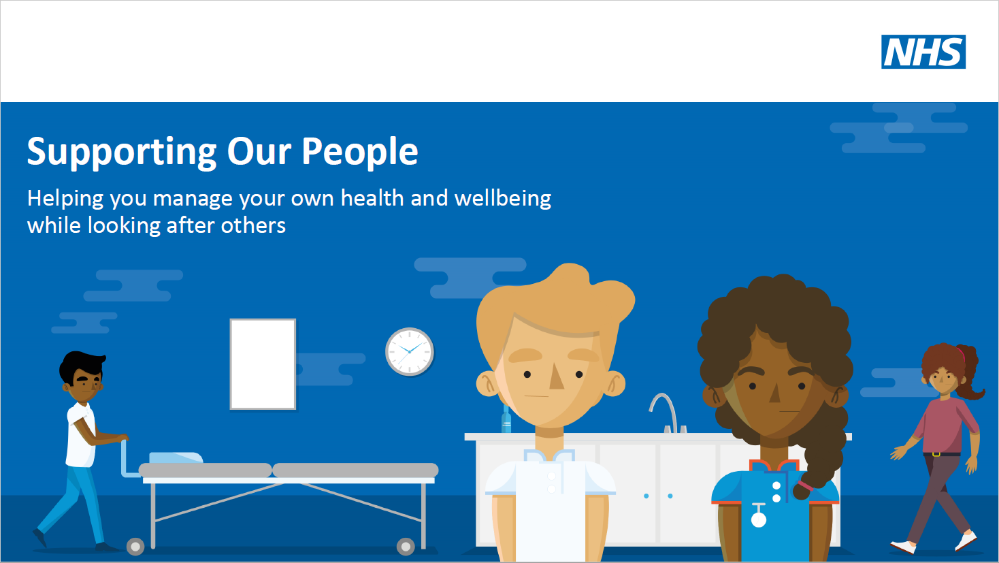 NHS
Supporting Our People
Helping you manage your own health and wellbeing
while looking after others